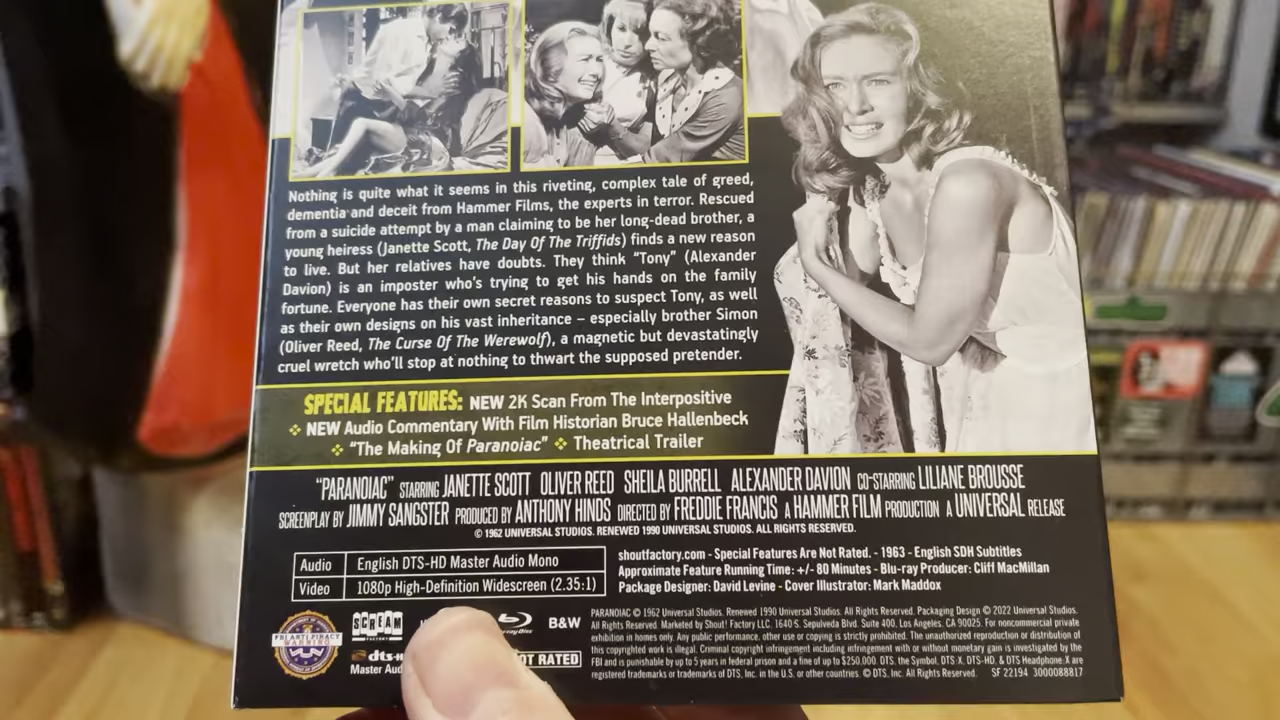 Nothing is quite what it seems in this riveting, complex tale of greed,
dementia and deceit from Hammer Films, the experts in terror. Rescued
from a suicide attempt by a man claiming to be her long-dead brother, a
young heiress (Janette Scott, The Day Of The Triffids) finds a new reason
to live. But her relatives have doubts. They think “Tony” (Alexander
Davion) is an imposter who’s trying to get his hands on the family
fortune. Everyone has their own secret reasons to suspect Tony, as well
as their own designs on his vast inheritance – especially brother Simon
(Oliver Reed, The Curse Of The Werewolf), a magnetic but devastatingly
cruel wretch who’ll stop at nothing to thwart the supposed pretender.
SPECIAL FEATURES: NEW 2K Scan From The Interpositive
❖ NEW Audio Commentary With Film Historian Bruce Hallenbeck
❖ “The Making Of Paranoiac” ❖ Theatrical Trailer
“PARANOIAC” STARRING JANETTE SCOTT OLIVER REED SHEILA BURRELL ALEXANDER DAVION CO-STARRING LILIANE BROUSSE
SCREENPLAY BY JIMMY SANGSTER PRODUCED BY ANTHONY HINDS DIRECTED BY FREDDIE FRANCIS A HAMMER FILM PRODUCTION A UNIVERSAL RELEASE
© 1962 UNIVERSAL STUDIOS. RENEWED 1990 UNIVERSAL STUDIOS. ALL RIGHTS RESERVED.
Audio English DTS-HD Master Audio Mono
Video 1080p High-Definition Widescreen (2.35:1)
shoutfactory.com - Special Features Are Not Rated. - 1963 - English SDH Subtitles
Approximate Feature Running Time: +/- 80 Minutes - Blu-ray Producer: Cliff MacMillan
Package Designer: David Levine - Cover Illustrator: Mark Maddox
FBI ANTI-PIRACY
WARNING
SCREAM
FACTORY
Blu-ray Disc
B&W
dts-H
Master Aud
OT RATED
PARANOIAC © 1962 Universal Studios. Renewed 1990 Universal Studios. All Rights Reserved. Packaging Design © 2022 Universal Studios.
All Rights Reserved. Marketed by Shout! Factory LLC, 1640 S. Sepulveda Blvd. Suite 400, Los Angeles, CA 90025. For noncommercial private
exhibition in homes only. Any public performance, other use or copying is strictly prohibited. The unauthorized reproduction or distribution of
this copyrighted work is illegal. Criminal copyright infringement including infringement with or without monetary gain is investigated by the
FBI and is punishable by up to 5 years in federal prison and a fine of up to $250,000. DTS, the Symbol, DTS-X, DTS-HD, & DTS Headphone:X are
registered trademarks or trademarks of DTS, Inc. in the U.S. or other countries. © DTS, Inc. All Rights Reserved. SF 22194 3000088817